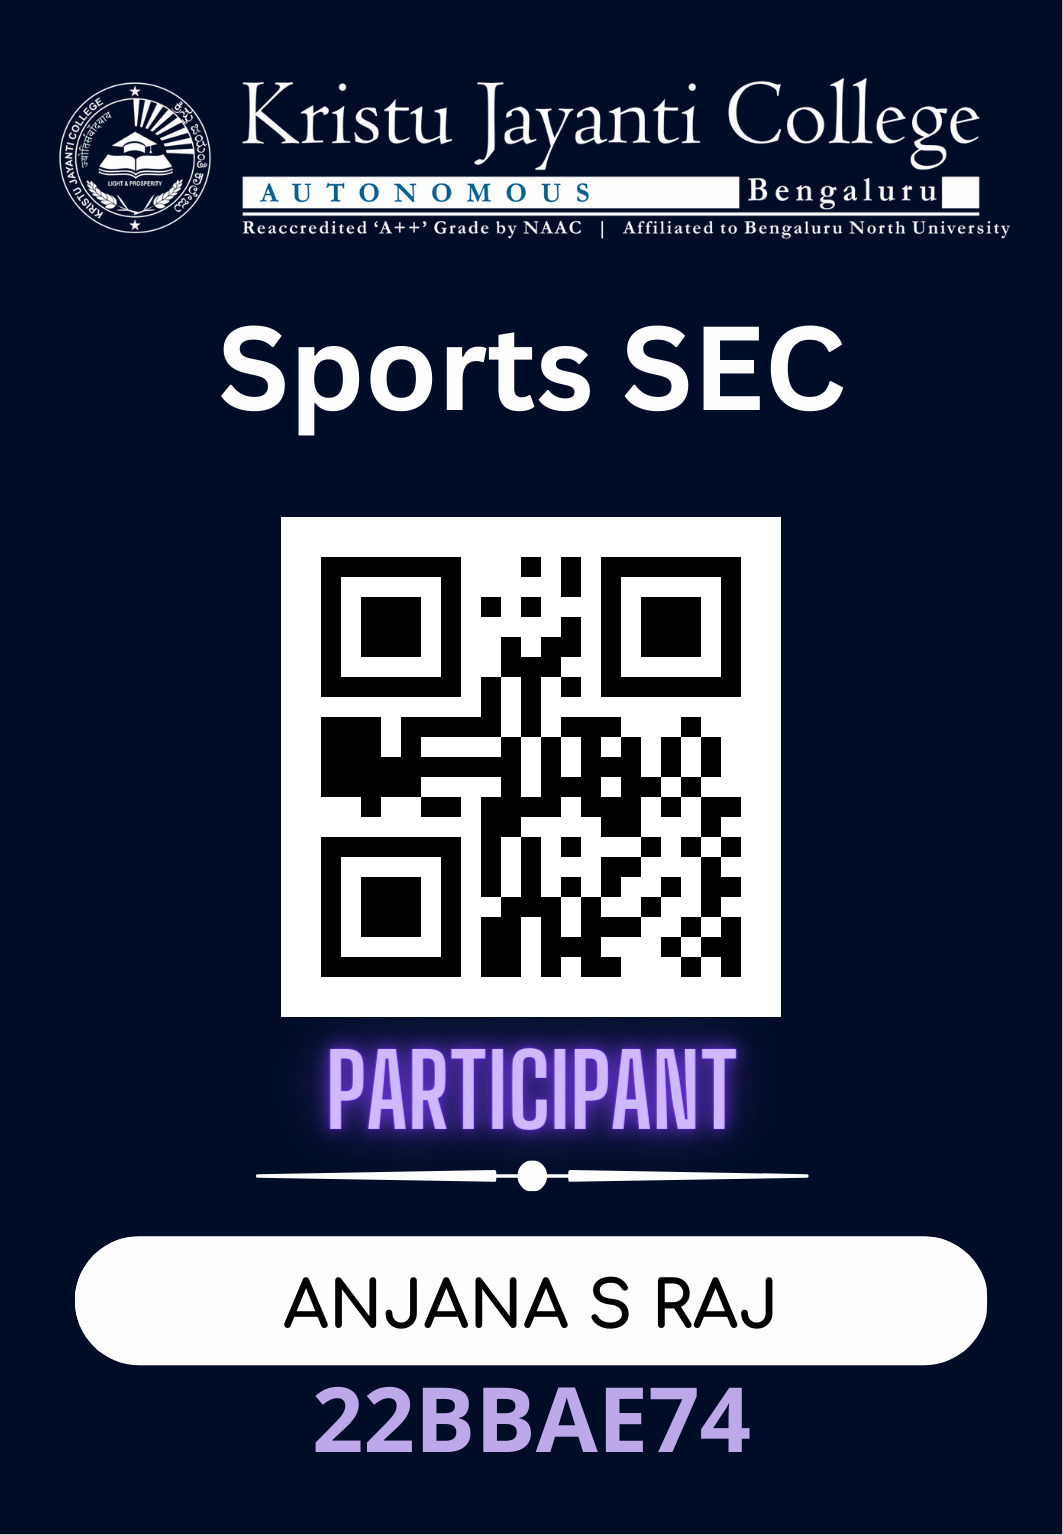 Kristu Jayanti College
AUTONOMOUS Bengaluru
Reaccredited ‘A++’ Grade by NAAC | Affiliated to Bengaluru North University
KRISTU JAYANTI COLLEGE
LIGHT & PROSPERITY
Sports SEC
PARTICIPANT
ANJANA S RAJ
22BBAE74